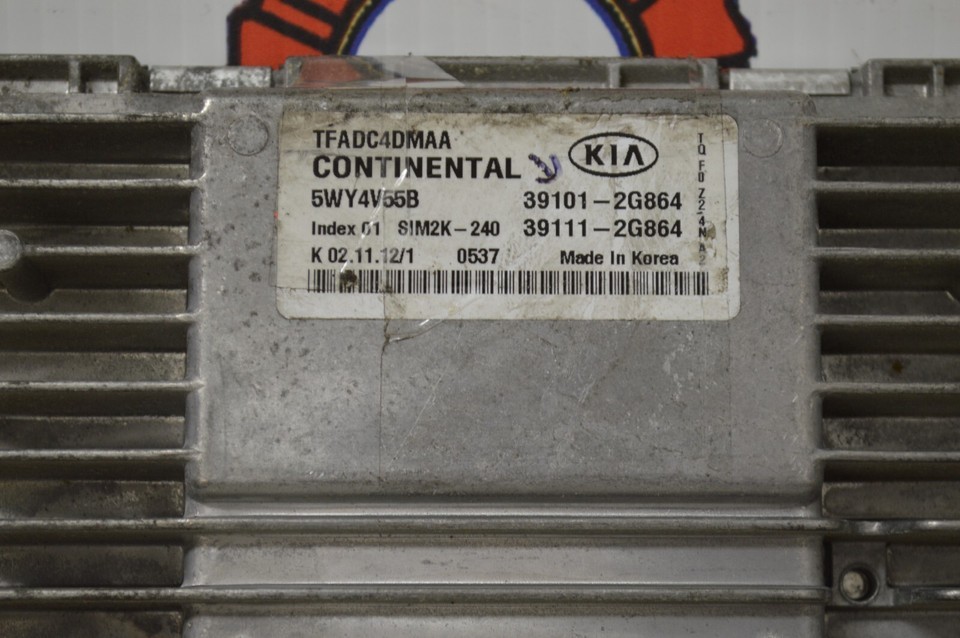 TFADC4DMAA
CONTINENTAL KIA
5WY4V55B 39101-2G864
Index 01 SIM2K-240 39111-2G864
K 02.11.12/1 0537 Made In Korea